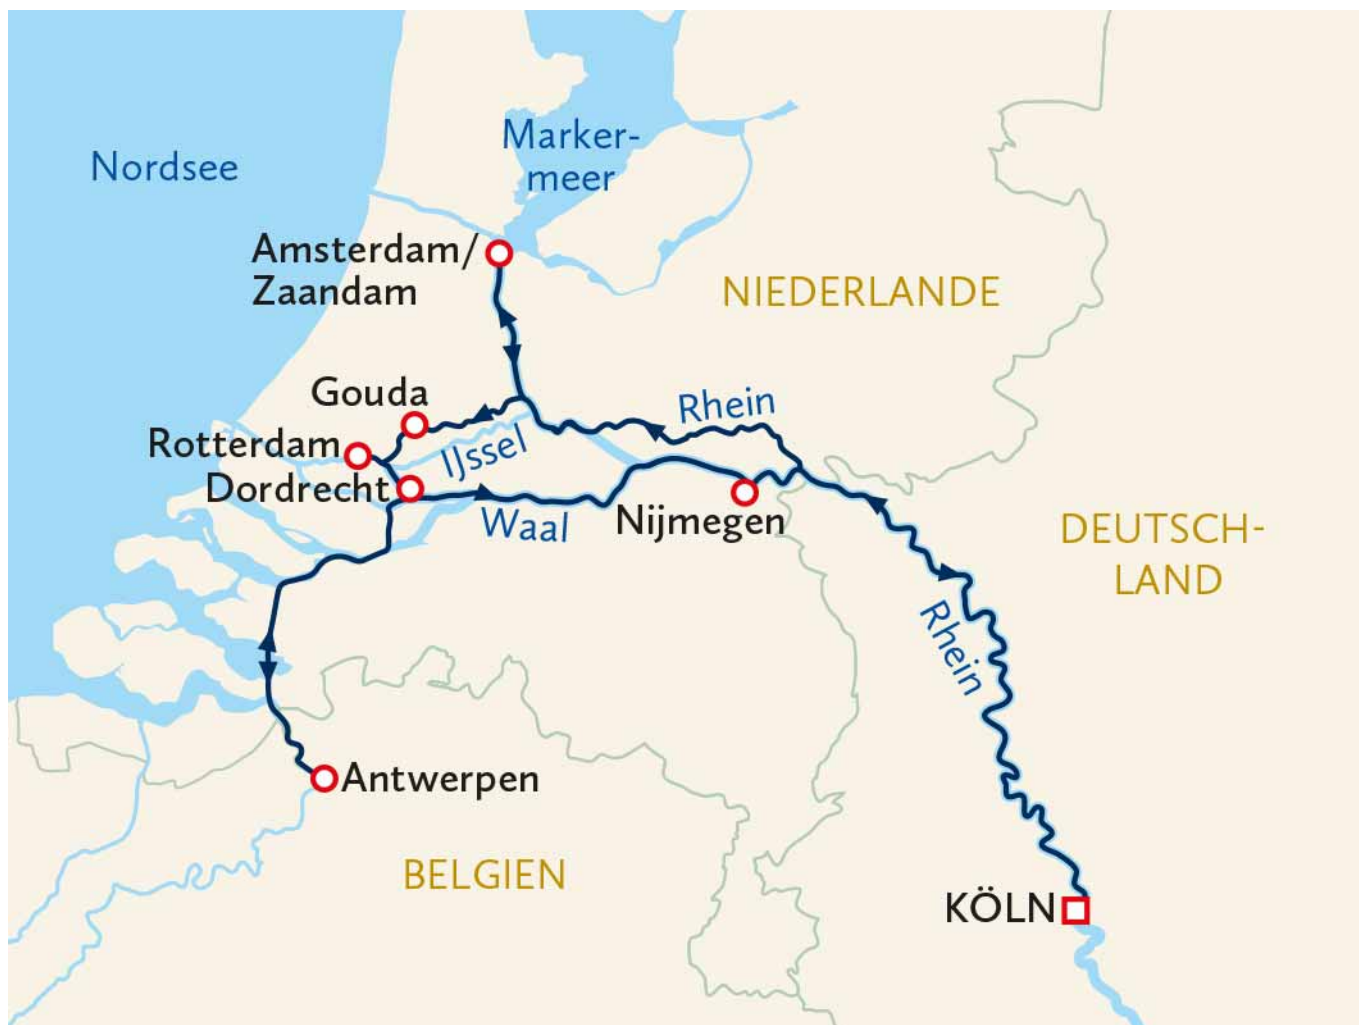 Nordsee
Marker-
meer
Amsterdam/
Zaandam
NIEDERLANDE
Gouda
Rhein
Rotterdam
IJssel
Dordrecht
Waal
Nijmegen
DEUTSCH-
LAND
Rhein
Antwerpen
BELGIEN
KÖLN